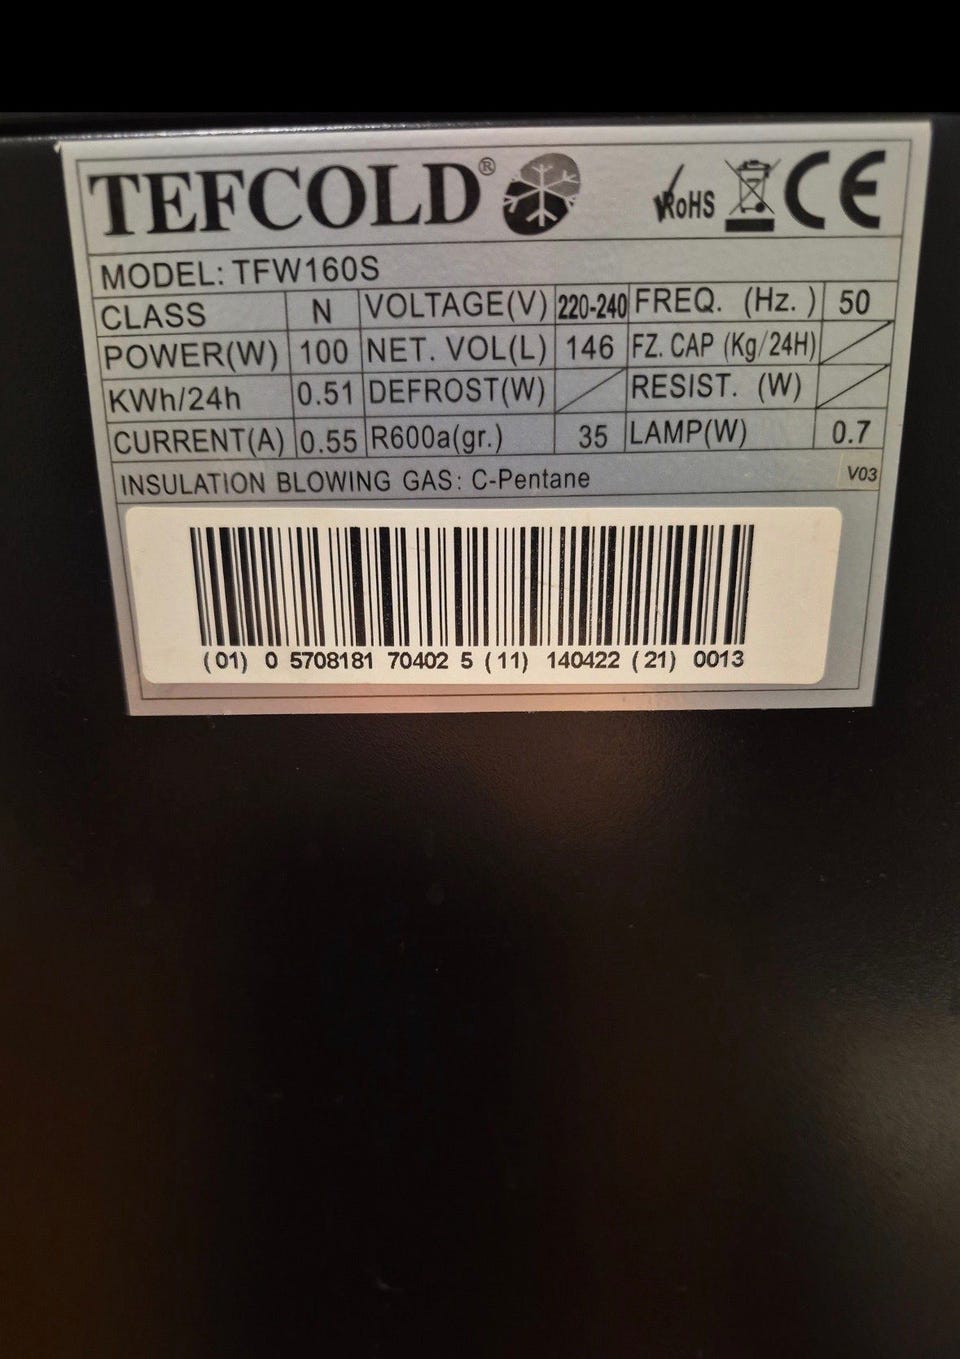 TEFCOLD® RoHS CE
MODEL: TFW160S
CLASS N VOLTAGE(V) 220-240 FREQ. (Hz. ) 50
POWER(W) 100 NET. VOL(L) 146 FZ. CAP (Kg/24H)
KWh/24h 0.51 DEFROST(W) RESIST. (W)
CURRENT(A) 0.55 R600a(gr.) 35 LAMP(W) 0.7
INSULATION BLOWING GAS: C-Pentane V03
(01) 0 5708181 70402 5 (11) 140422 (21) 0013